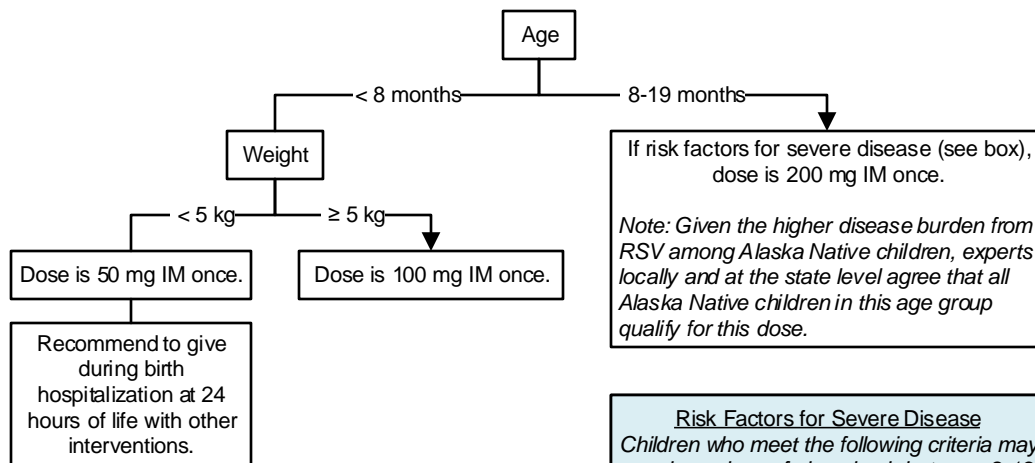 Age
< 8 months
8-19 months
Weight
If risk factors for severe disease (see box),
dose is 200 mg IM once.
Note: Given the higher disease burden from
RSV among Alaska Native children, experts
locally and at the state level agree that all
Alaska Native children in this age group
qualify for this dose.
< 5 kg
≥ 5 kg
Dose is 50 mg IM once.
Dose is 100 mg IM once.
Recommend to give
during birth
hospitalization at 24
hours of life with other
interventions.
Risk Factors for Severe Disease
Children who meet the following criteria may